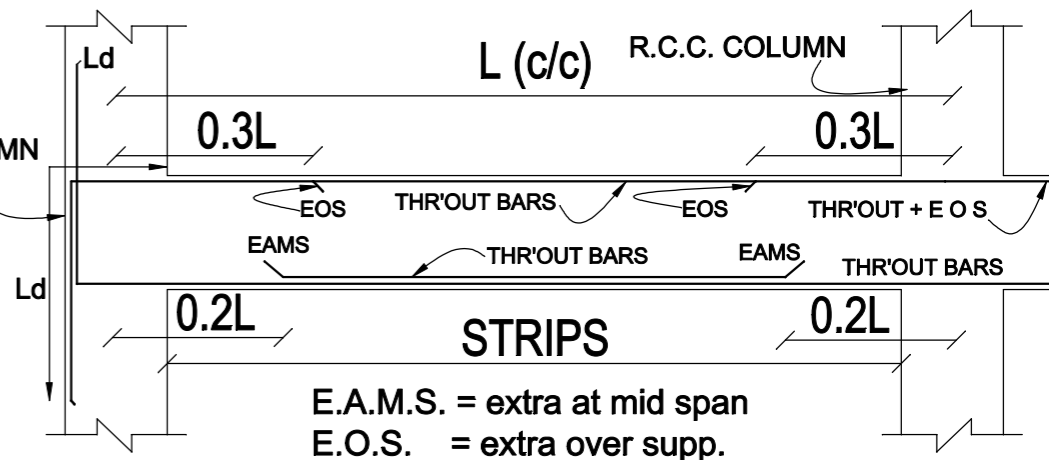 Ld
L (c/c)
R.C.C. COLUMN
0.3L
0.3L
MN
EOS
THR'OUT BARS
EOS
THR'OUT + E O S
EAMS
THR'OUT BARS
EAMS
THR'OUT BARS
Ld
0.2L
STRIPS
0.2L
E.A.M.S. = extra at mid span
E.O.S. = extra over supp.